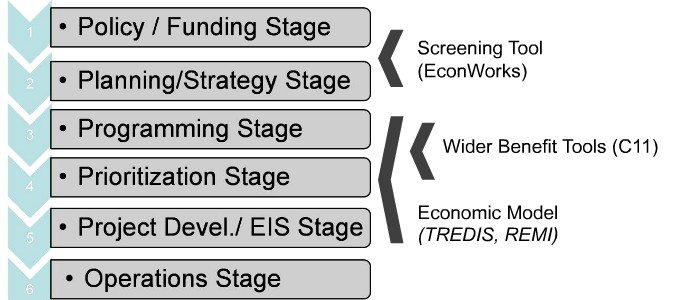 1
• Policy / Funding Stage
2
• Planning/Strategy Stage
3
• Programming Stage
4
• Prioritization Stage
5
• Project Devel./ EIS Stage
6
• Operations Stage
Screening Tool
(EconWorks)
Wider Benefit Tools (C11)
Economic Model
(TREDIS, REMI)